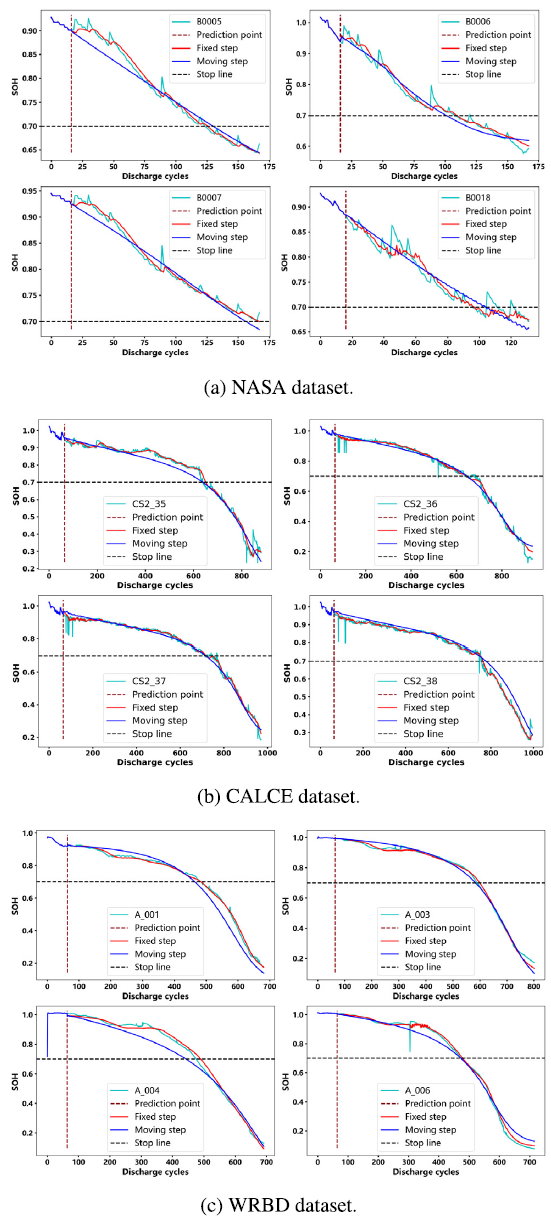 0.90
0.85
0.80
0.75
0.70
0.65
SOH
B0005
Prediction point
Fixed step
Moving step
Stop line
0 25 50 75 100 125 150 175
Discharge cycles
1.0
0.9
0.8
0.7
0.6
SOH
B0006
Prediction point
Fixed step
Moving step
Stop line
0 25 50 75 100 125 150 175
Discharge cycles
0.95
0.90
0.85
0.80
0.75
0.70
SOH
B0007
Prediction point
Fixed step
Moving step
Stop line
0 25 50 75 100 125 150 175
Discharge cycles
0.90
0.85
0.80
0.75
0.70
0.65
SOH
B0018
Prediction point
Fixed step
Moving step
Stop line
0 20 40 60 80 100 120
Discharge cycles
(a) NASA dataset.
1.0
0.9
0.8
0.7
0.6
0.5
0.4
0.3
0.2
SOH
CS2_35
Prediction point
Fixed step
Moving step
Stop line
0 200 400 600 800
Discharge cycles
1.0
0.8
0.6
0.4
0.2
SOH
CS2_36
Prediction point
Fixed step
Moving step
Stop line
0 200 400 600 800
Discharge cycles
1.0
0.8
0.6
0.4
0.2
SOH
CS2_37
Prediction point
Fixed step
Moving step
Stop line
0 200 400 600 800 1000
Discharge cycles
1.0
0.9
0.8
0.7
0.6
0.5
0.4
0.3
SOH
CS2_38
Prediction point
Fixed step
Moving step
Stop line
0 200 400 600 800 1000
Discharge cycles
(b) CALCE dataset.
1.0
0.8
0.6
0.4
0.2
SOH
A_001
Prediction point
Fixed step
Moving step
Stop line
0 100 200 300 400 500 600 700
Discharge cycles
1.0
0.8
0.6
0.4
0.2
SOH
A_003
Prediction point
Fixed step
Moving step
Stop line
0 100 200 300 400 500 600 700 800
Discharge cycles
1.0
0.8
0.6
0.4
0.2
SOH
A_004
Prediction point
Fixed step
Moving step
Stop line
0 100 200 300 400 500 600 700
Discharge cycles
1.0
0.8
0.6
0.4
0.2
SOH
A_006
Prediction point
Fixed step
Moving step
Stop line
0 100 200 300 400 500 600 700
Discharge cycles
(c) WRBD dataset.